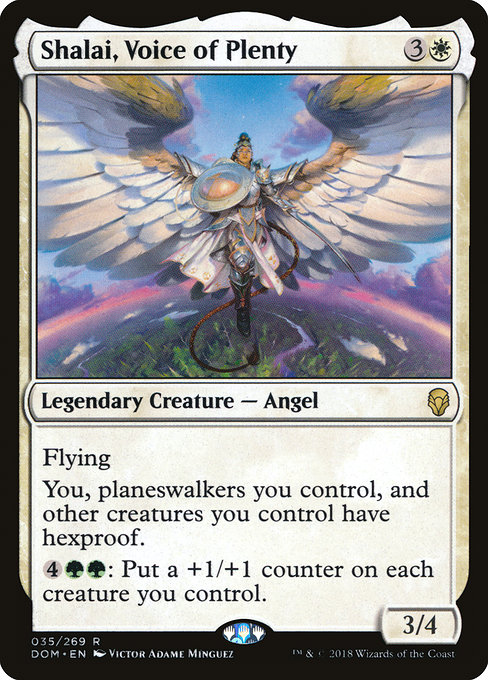 Shalai, Voice of Plenty 3
Legendary Creature — Angel
Flying
You, planeswalkers you control, and
other creatures you control have
hexproof.
4: Put a +1/+1 counter on each
creature you control.
3/4
035/269 R
DOM • EN Victor Adame Minguez
™ & © 2018 Wizards of the Coast